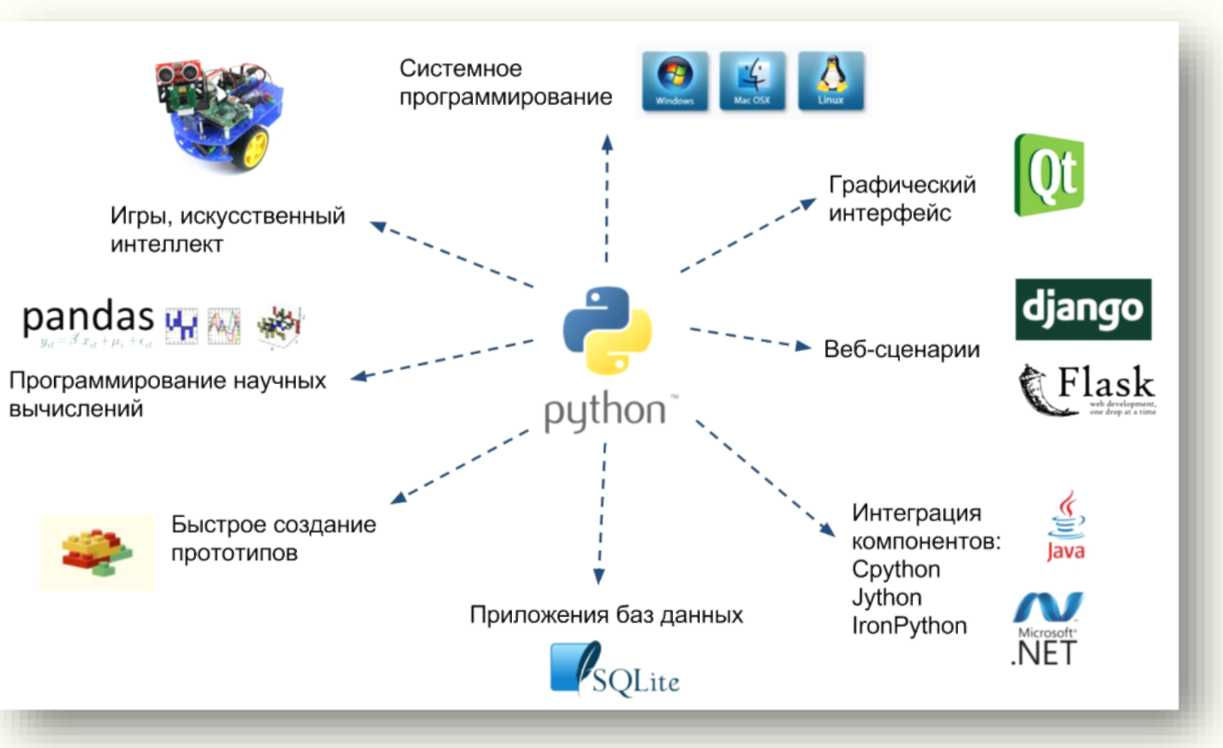 Системное
программирование
Windows
Mac OSX
Linux
Графический
интерфейс
Qt
Игры, искусственный
интеллект
pandas
Программирование научных
вычислений
python
TM
django
Веб-сценарии
Flask
web development,
one drop at a time
Быстрое создание
прототипов
Интеграция
компонентов:
Cpython
Jython
IronPython
Java
Microsoft
.NET
Приложения баз данных
SQLite